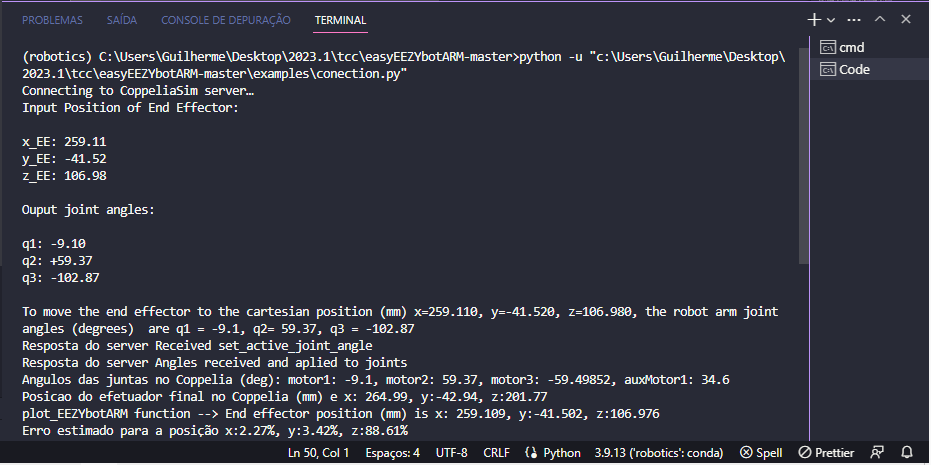 PROBLEMAS SAÍDA CONSOLE DE DEPURAÇÃO TERMINAL
cmd
Code
(robotics) C:\Users\Guilherme\Desktop\2023.1\tcc\easyEEZYbotARM-master>python -u "c:\Users\Guilherme\Desktop\
2023.1\tcc\easyEEZYbotARM-master\examples\conection.py"
Connecting to CoppeliaSim server…
Input Position of End Effector:
x_EE: 259.11
y_EE: -41.52
z_EE: 106.98
Ouput joint angles:
q1: -9.10
q2: +59.37
q3: -102.87
To move the end effector to the cartesian position (mm) x=259.110, y=-41.520, z=106.980, the robot arm joint
angles (degrees)  are q1 = -9.1, q2= 59.37, q3 = -102.87
Resposta do server Received set_active_joint_angle
Resposta do server Angles received and aplied to joints
Angulos das juntas no Coppelia (deg): motor1: -9.1, motor2: 59.37, motor3: -59.49852, auxMotor1: 34.6
Posicao do efetuador final no Coppelia (mm) e x: 264.99, y:-42.94, z:201.77
plot_EEZYbotARM function --> End effector position (mm) is x: 259.109, y:-41.502, z:106.976
Erro estimado para a posição x:2.27%, y:3.42%, z:88.61%
Ln 50, Col 1 Espaços: 4 UTF-8 CRLF Python 3.9.13 ('robotics': conda) Spell Prettier